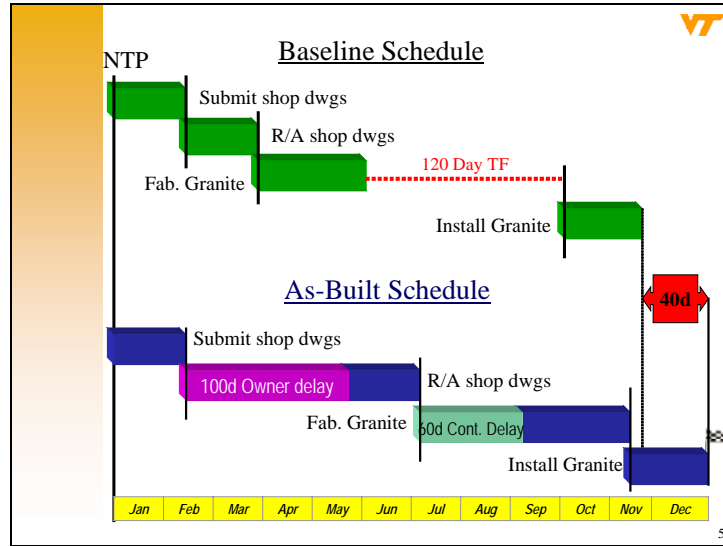 VT
Baseline Schedule
NTP
Submit shop dwgs
R/A shop dwgs
120 Day TF
Fab. Granite
Install Granite
As-Built Schedule
40d
Submit shop dwgs
100d Owner delay
R/A shop dwgs
Fab. Granite
60d Cont. Delay
Install Granite
Jan Feb Mar Apr May Jun Jul Aug Sep Oct Nov Dec
5